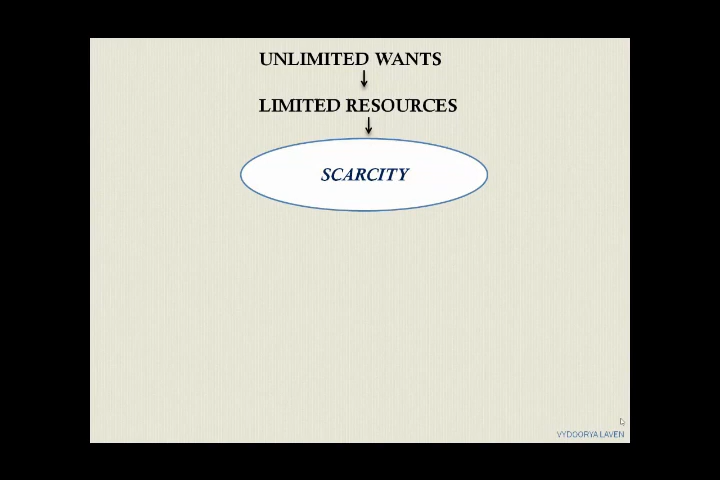 UNLIMITED WANTS
LIMITED RESOURCES
SCARCITY
VYDOORYA LAVEN